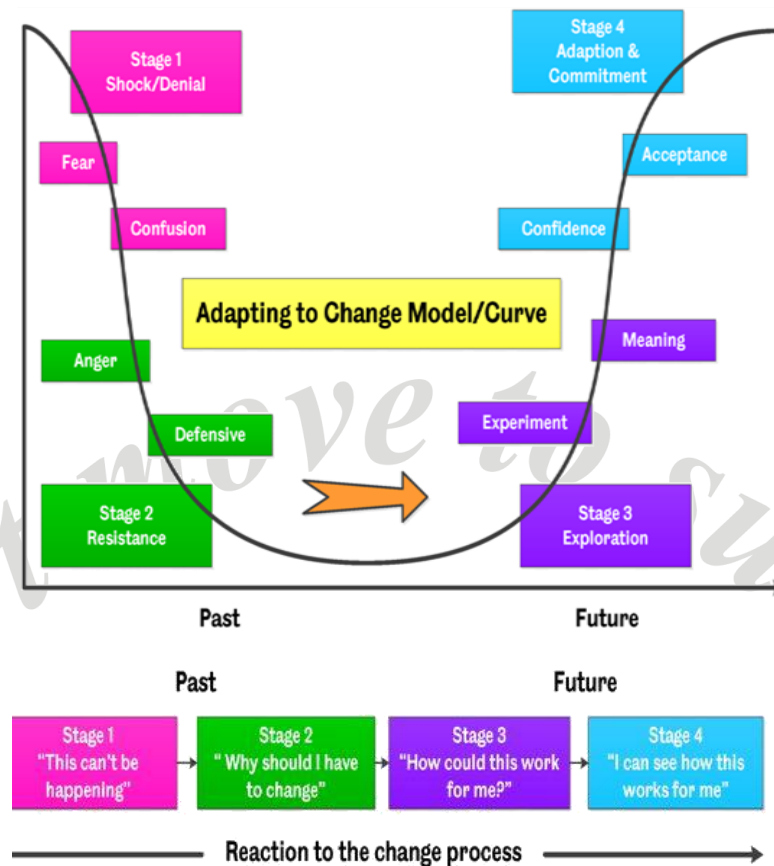 Stage 1
Shock/Denial
Stage 4
Adaption &
Commitment
Fear
Acceptance
Confusion
Confidence
Adapting to Change Model/Curve
Anger
Meaning
Defensive
Experiment
Stage 2
Resistance
Stage 3
Exploration
move to
Past
Future
Past
Future
Stage 1
"This can't be
happening"
Stage 2
" Why should I have
to change"
Stage 3
"How could this work
for me?"
Stage 4
"I can see how this
works for me"
Reaction to the change process